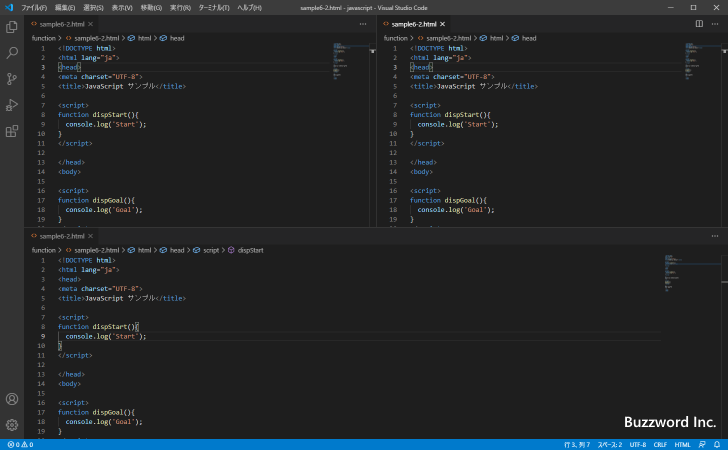 ファイル(F) 編集(E) 選択(S) 表示(V) 移動(G) 実行(R) ターミナル(T) ヘルプ(H)
sample6-2.html - javascript - Visual Studio Code
sample6-2.html
function > sample6-2.html > html > head
1 <!DOCTYPE html>
2 <html lang="ja">
3 <head>
4 <meta charset="UTF-8">
5 <title>JavaScript サンプル</title>
6
7 <script>
8 function dispStart(){
9 console.log('Start');
10 }
11 </script>
12
13 </head>
14 <body>
15
16 <script>
17 function dispGoal(){
18 console.log('Goal');
19 }
sample6-2.html
function > sample6-2.html > html > head
1 <!DOCTYPE html>
2 <html lang="ja">
3 <head>
4 <meta charset="UTF-8">
5 <title>JavaScript サンプル</title>
6
7 <script>
8 function dispStart(){
9 console.log('Start');
10 }
11 </script>
12
13 </head>
14 <body>
15
16 <script>
17 function dispGoal(){
18 console.log('Goal');
19 }
sample6-2.html
function > sample6-2.html > html > head > script > dispStart
1 <!DOCTYPE html>
2 <html lang="ja">
3 <head>
4 <meta charset="UTF-8">
5 <title>JavaScript サンプル</title>
6
7 <script>
8 function dispStart(){
9 console.log('Start');
10 }
11 </script>
12
13 </head>
14 <body>
15
16 <script>
17 function dispGoal(){
18 console.log('Goal');
19 }
Buzzword Inc.
0 0
行 3、列 7 スペース: 2 UTF-8 CRLF HTML